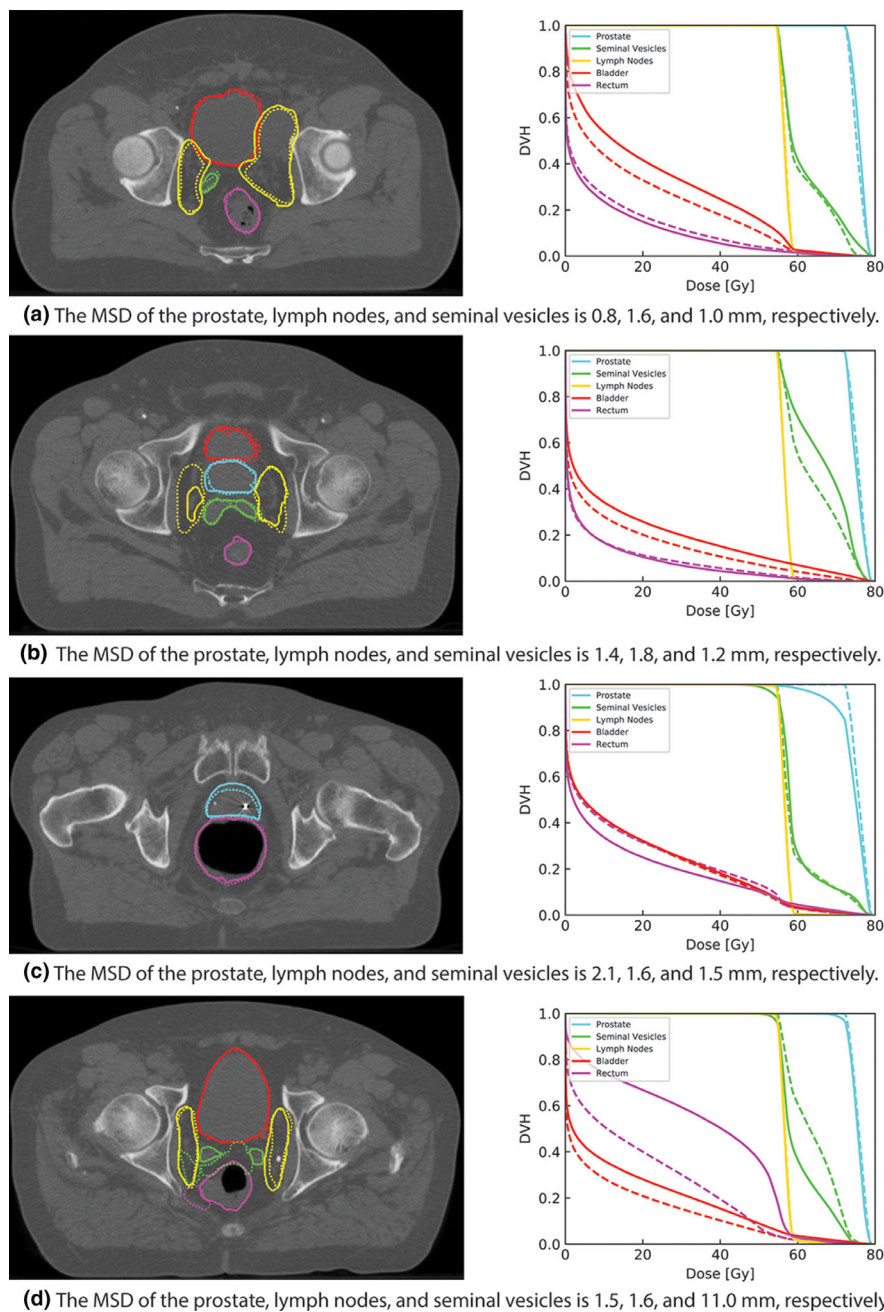 1.0
0.8
0.6
0.4
0.2
0.0
DVH
Prostate
Seminal Vesicles
Lymph Nodes
Bladder
Rectum
0 20 40 60 80
Dose [Gy]
(a) The MSD of the prostate, lymph nodes, and seminal vesicles is 0.8, 1.6, and 1.0 mm, respectively.
1.0
0.8
0.6
0.4
0.2
0.0
DVH
Prostate
Seminal Vesicles
Lymph Nodes
Bladder
Rectum
0 20 40 60 80
Dose [Gy]
(b) The MSD of the prostate, lymph nodes, and seminal vesicles is 1.4, 1.8, and 1.2 mm, respectively.
1.0
0.8
0.6
0.4
0.2
0.0
DVH
Prostate
Seminal Vesicles
Lymph Nodes
Bladder
Rectum
0 20 40 60 80
Dose [Gy]
(c) The MSD of the prostate, lymph nodes, and seminal vesicles is 2.1, 1.6, and 1.5 mm, respectively.
1.0
0.8
0.6
0.4
0.2
0.0
DVH
Prostate
Seminal Vesicles
Lymph Nodes
Bladder
Rectum
0 20 40 60 80
Dose [Gy]
(d) The MSD of the prostate, lymph nodes, and seminal vesicles is 1.5, 1.6, and 11.0 mm, respectively